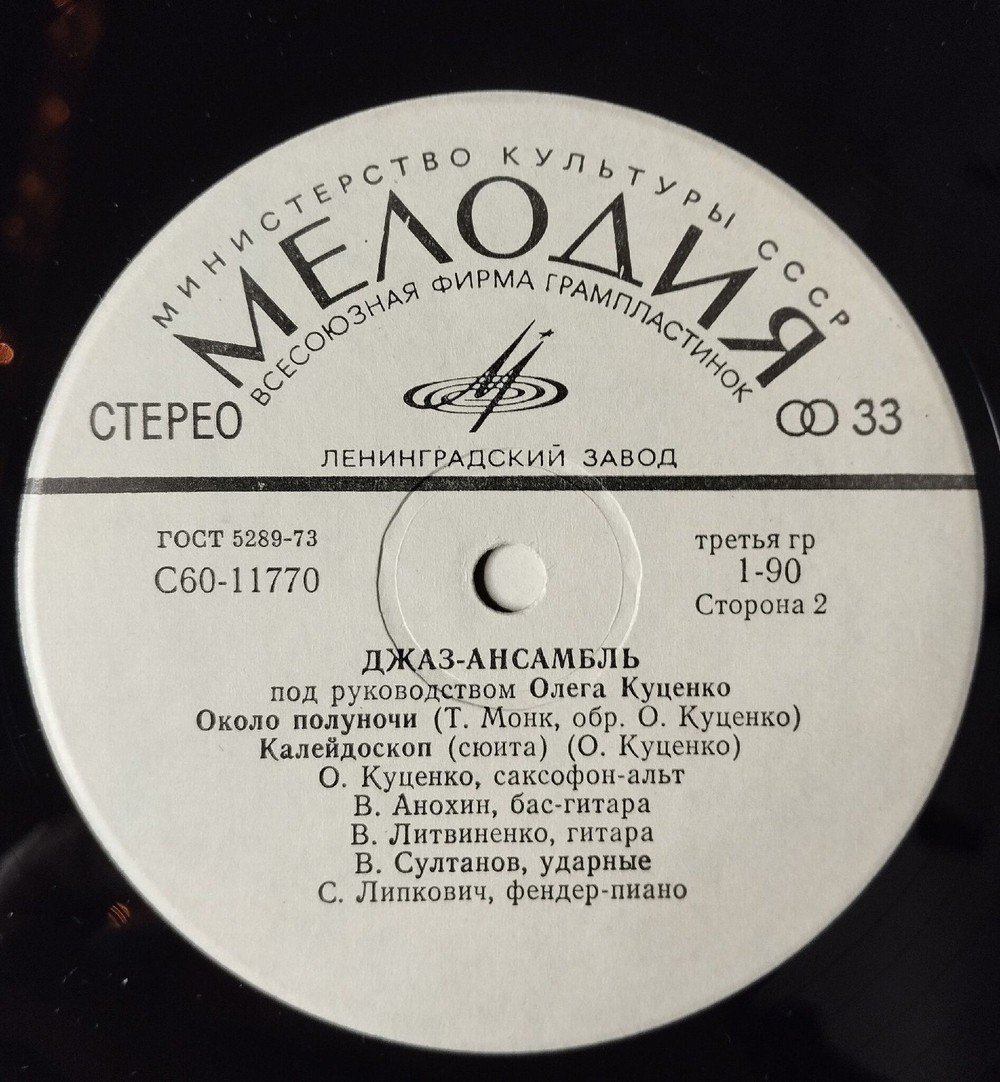 МИНИСТЕРСТВО КУЛЬТУРЫ СССР
МЕЛОДИЯ
ВСЕСОЮЗНАЯ ФИРМА ГРАМПЛАСТИНОК
СТЕРЕО
33
ЛЕНИНГРАДСКИЙ ЗАВОД
ГОСТ 5289-73
С60-11770
третья гр
1-90
Сторона 2
ДЖАЗ-АНСАМБЛЬ
под руководством Олега Куценко
Около полуночи (Т. Монк, обр. О. Куценко)
Калейдоскоп (сюита) (О. Куценко)
О. Куценко, саксофон-альт
В. Анохин, бас-гитара
В. Литвиненко, гитара
В. Султанов, ударные
С. Липкович, фендер-пиано